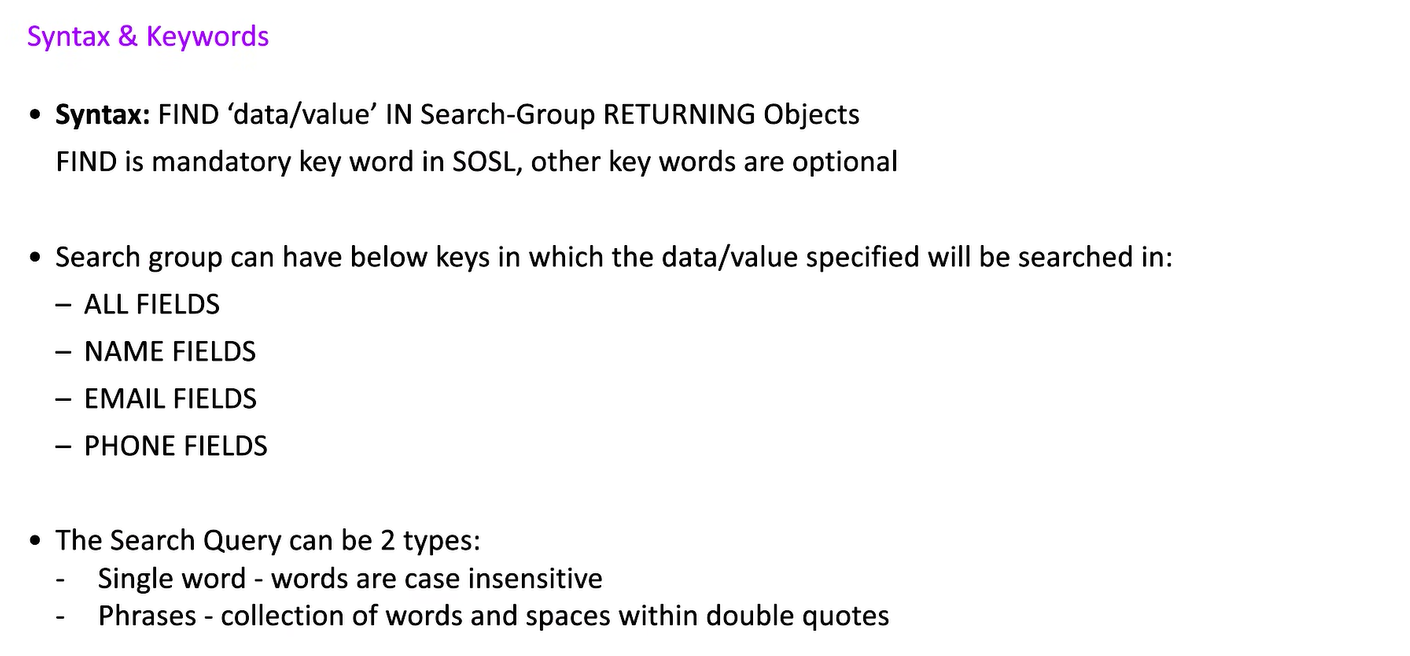 Syntax & Keywords
• Syntax: FIND ‘data/value’ IN Search-Group RETURNING Objects
FIND is mandatory key word in SOSL, other key words are optional
• Search group can have below keys in which the data/value specified will be searched in:
– ALL FIELDS
– NAME FIELDS
– EMAIL FIELDS
– PHONE FIELDS
• The Search Query can be 2 types:
- Single word - words are case insensitive
- Phrases - collection of words and spaces within double quotes